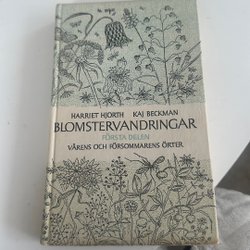 HARRIET HJORTH KAJ BECKMAN
BLOMSTERVANDRINGAR
FÖRSTA DELEN
VÅRENS OCH FÖRSOMMARENS ÖRTER